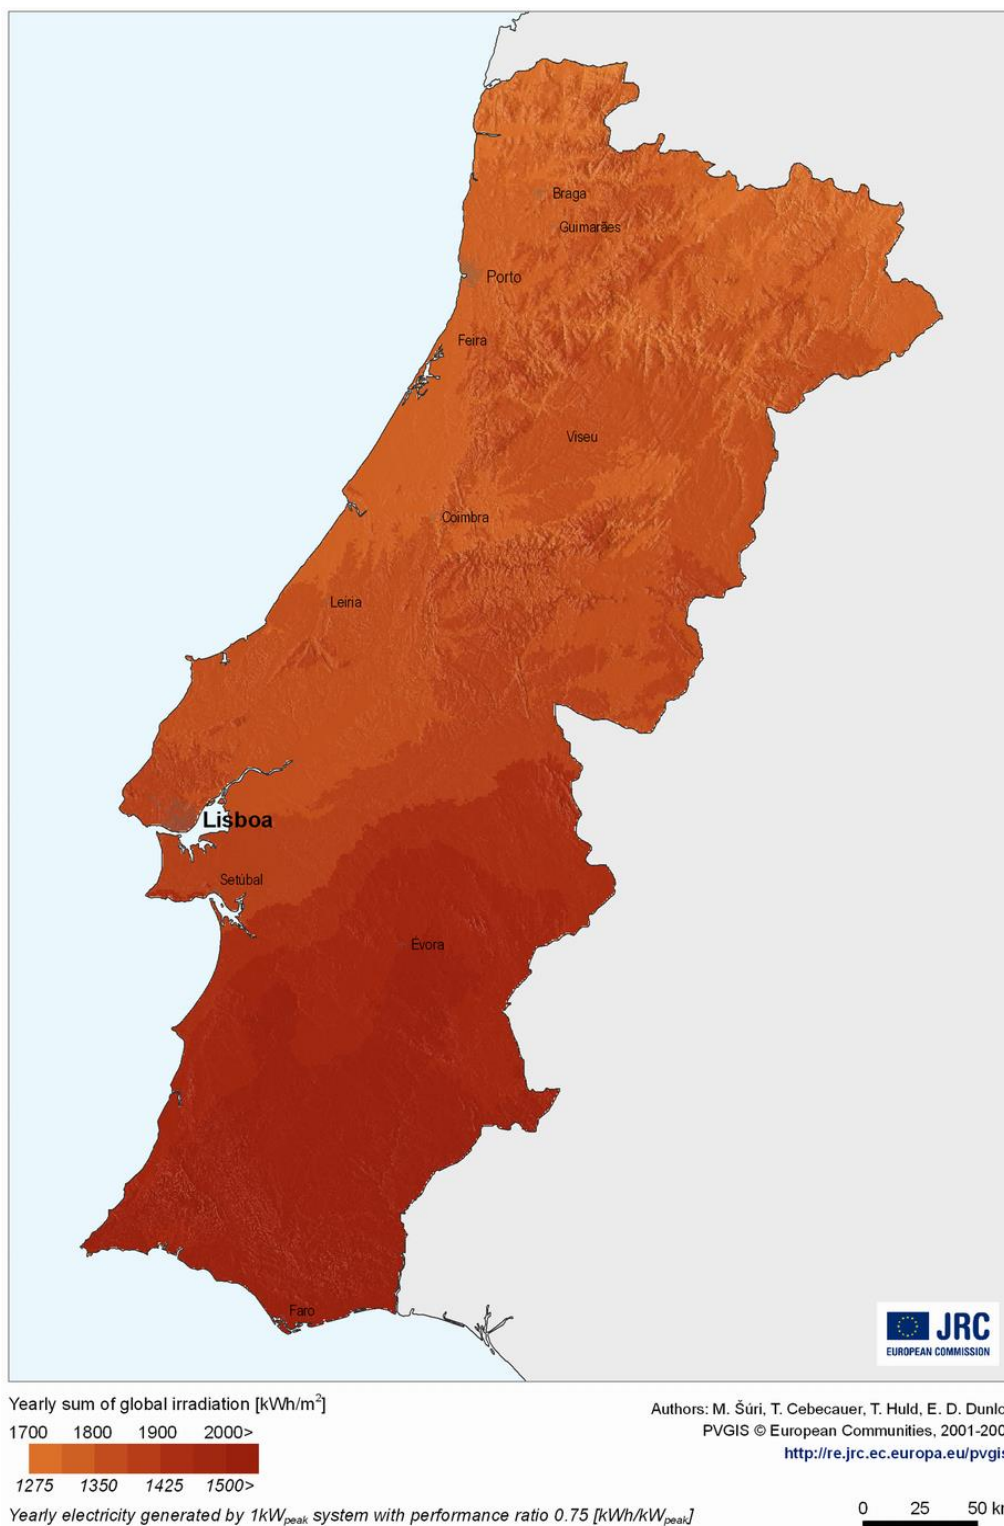 Braga
Guimarães
Porto
Feira
Viseu
Coimbra
Leiria
Lisboa
Setúbal
Évora
Faro
JRC
EUROPEAN COMMISSION
Yearly sum of global irradiation [kWh/m²]
1700 1800 1900 2000>
1275 1350 1425 1500>
Yearly electricity generated by 1kWpeak system with performance ratio 0.75 [kWh/kWpeak]
Authors: M. Šúri, T. Cebecauer, T. Huld, E. D. Dunlo
PVGIS © European Communities, 2001-200
http://re.jrc.ec.europa.eu/pvgis
0 25 50 km